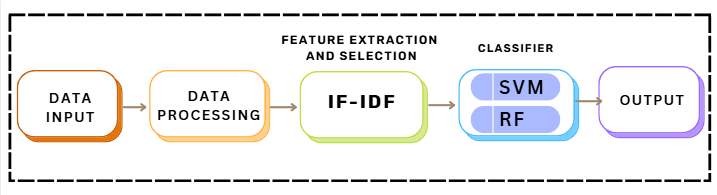 DATA
INPUT
DATA
PROCESSING
FEATURE EXTRACTION
AND SELECTION
IF-IDF
CLASSIFIER
SVM
RF
OUTPUT